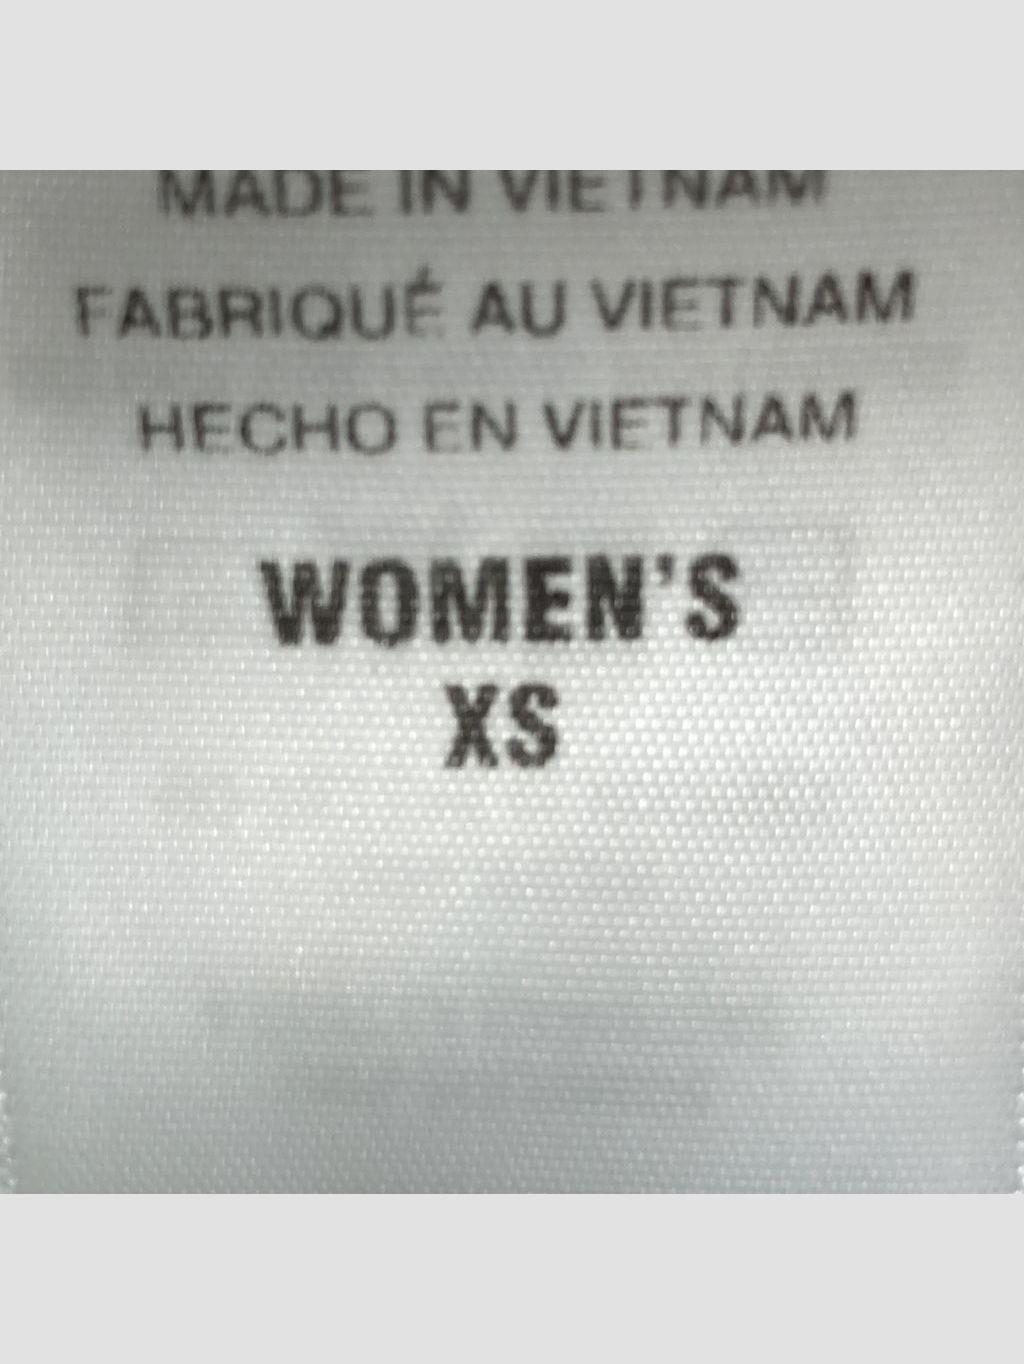 MADE IN VIETNAM
FABRIQUÉ AU VIETNAM
HECHO EN VIETNAM
WOMEN'S
XS